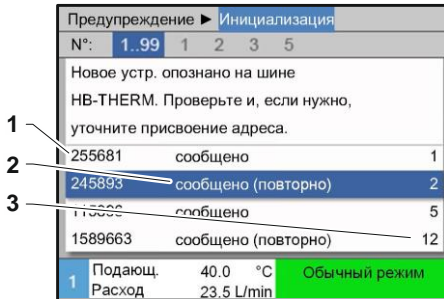 Предупреждение ► Инициализация
N°: 1..99 1 2 3 5
Новое устр. опознано на шине
HB-THERM. Проверьте и, если нужно,
уточните присвоение адреса.
1
255681 сообщено 1
2
245893 сообщено (повторно) 2
3
сообщено 5
1589663 сообщено (повторно) 12
1 Подающ. 40.0 °C Обычный режим
Расход 23.5 L/min